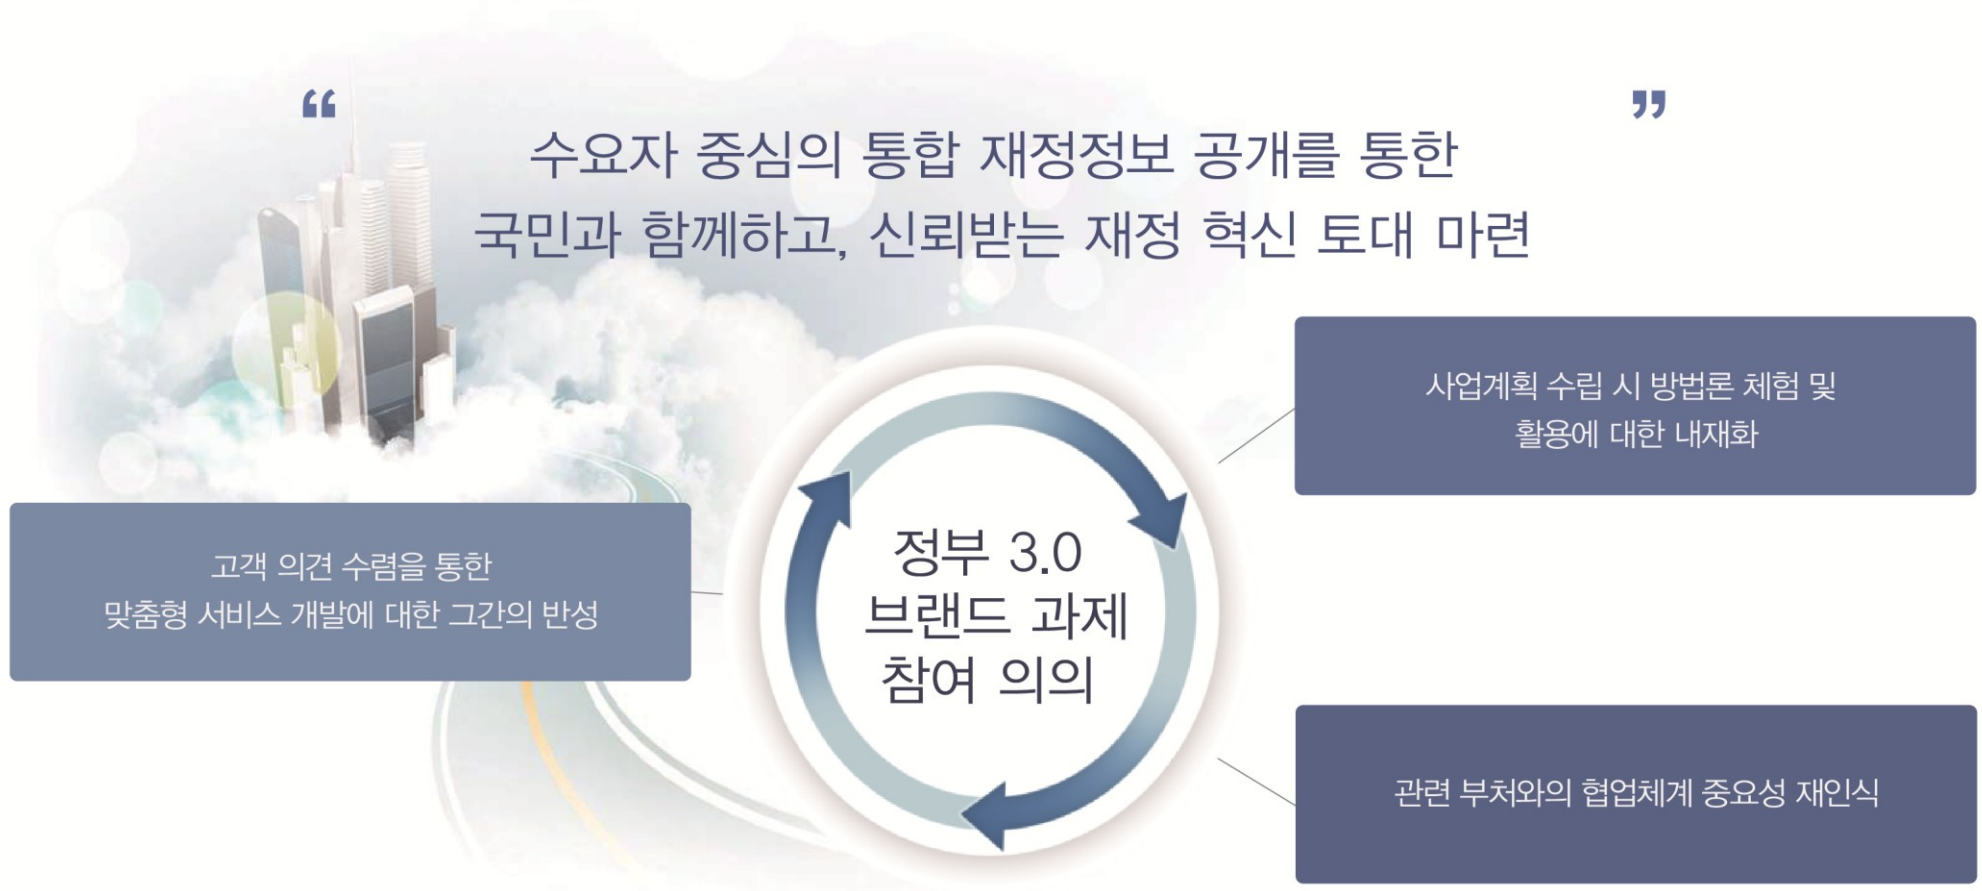 “ ”
수요자 중심의 통합 재정정보 공개를 통한
국민과 함께하고, 신뢰받는 재정 혁신 토대 마련
사업계획 수립 시 방법론 체험 및
활용에 대한 내재화
고객 의견 수렴을 통한
맞춤형 서비스 개발에 대한 그간의 반성
정부 3.0
브랜드 과제
참여 의의
관련 부처와의 협업체계 중요성 재인식